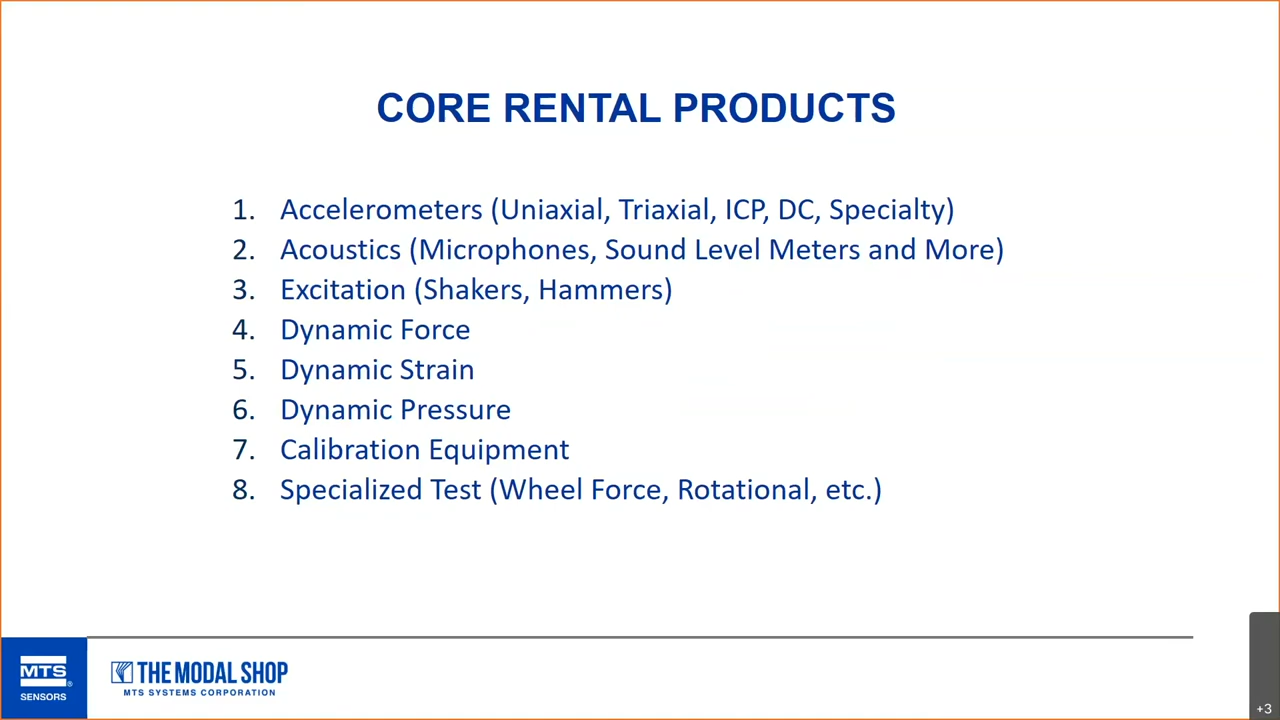 CORE RENTAL PRODUCTS
1. Accelerometers (Uniaxial, Triaxial, ICP, DC, Specialty)
2. Acoustics (Microphones, Sound Level Meters and More)
3. Excitation (Shakers, Hammers)
4. Dynamic Force
5. Dynamic Strain
6. Dynamic Pressure
7. Calibration Equipment
8. Specialized Test (Wheel Force, Rotational, etc.)
MTS®
SENSORS
THE MODAL SHOP
MTS SYSTEMS CORPORATION
+3